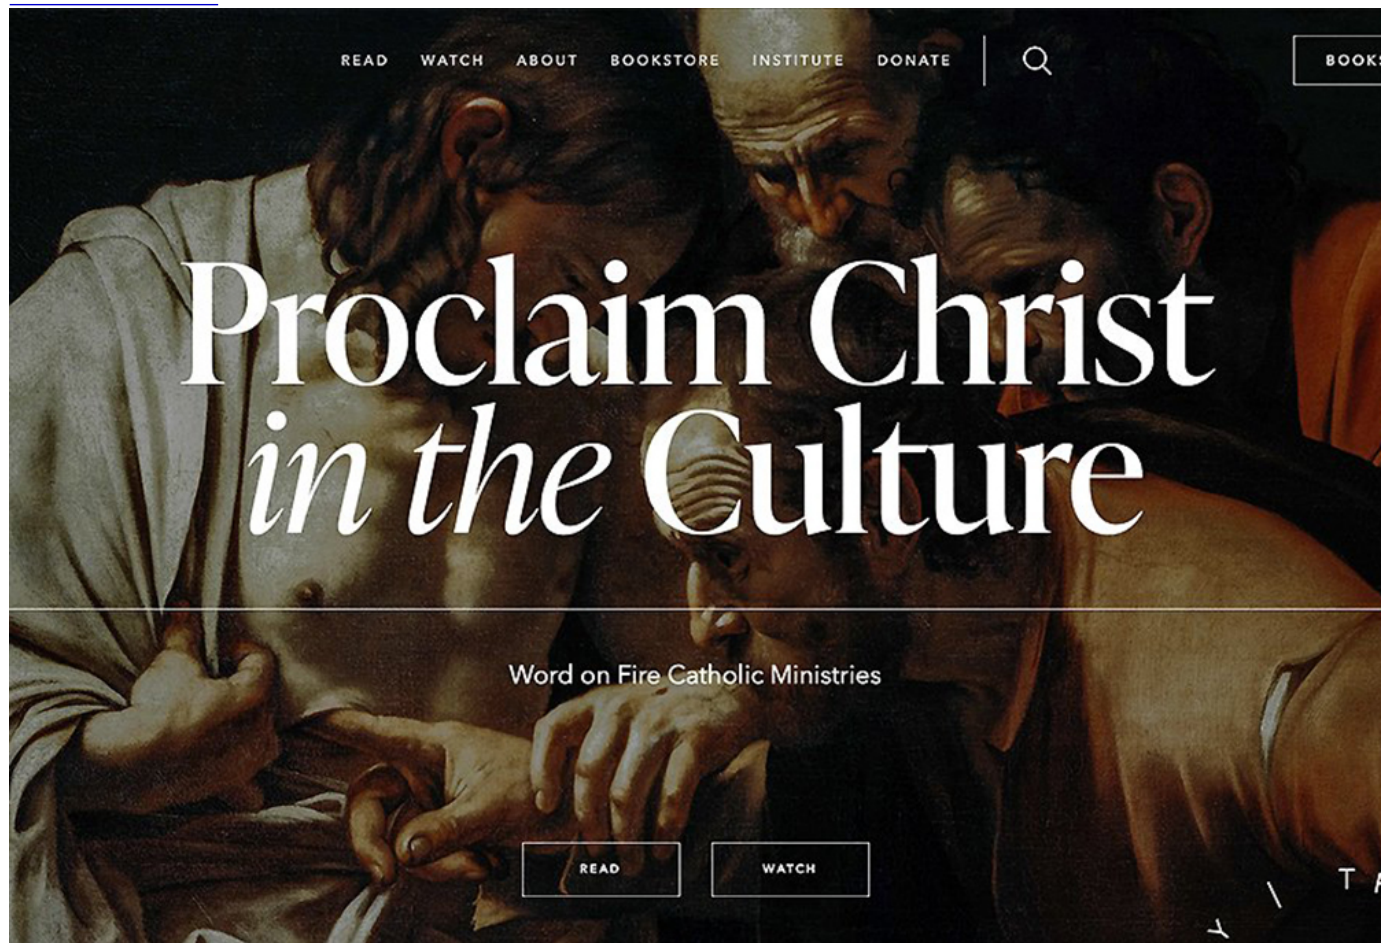 READ WATCH ABOUT BOOKSTORE INSTITUTE DONATE
Proclaim Christ
in the Culture
Word on Fire Catholic Ministries
READ WATCH